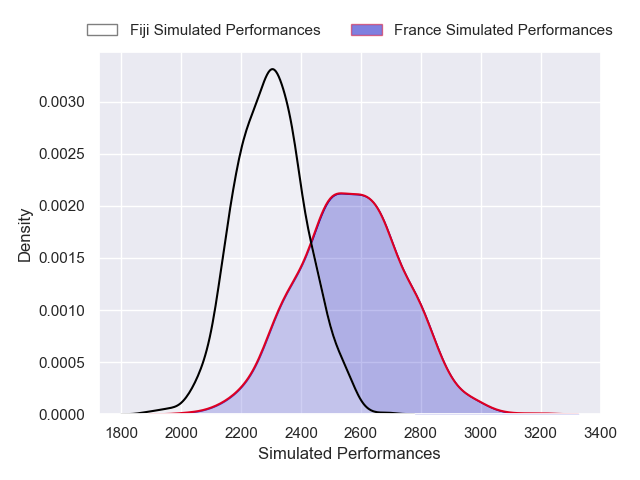 Fiji Simulated Performances France Simulated Performances
0.0030
0.0025
0.0020
0.0015
0.0010
0.0005
0.0000
Density
1800 2000 2200 2400 2600 2800 3000 3200 3400
Simulated Performances